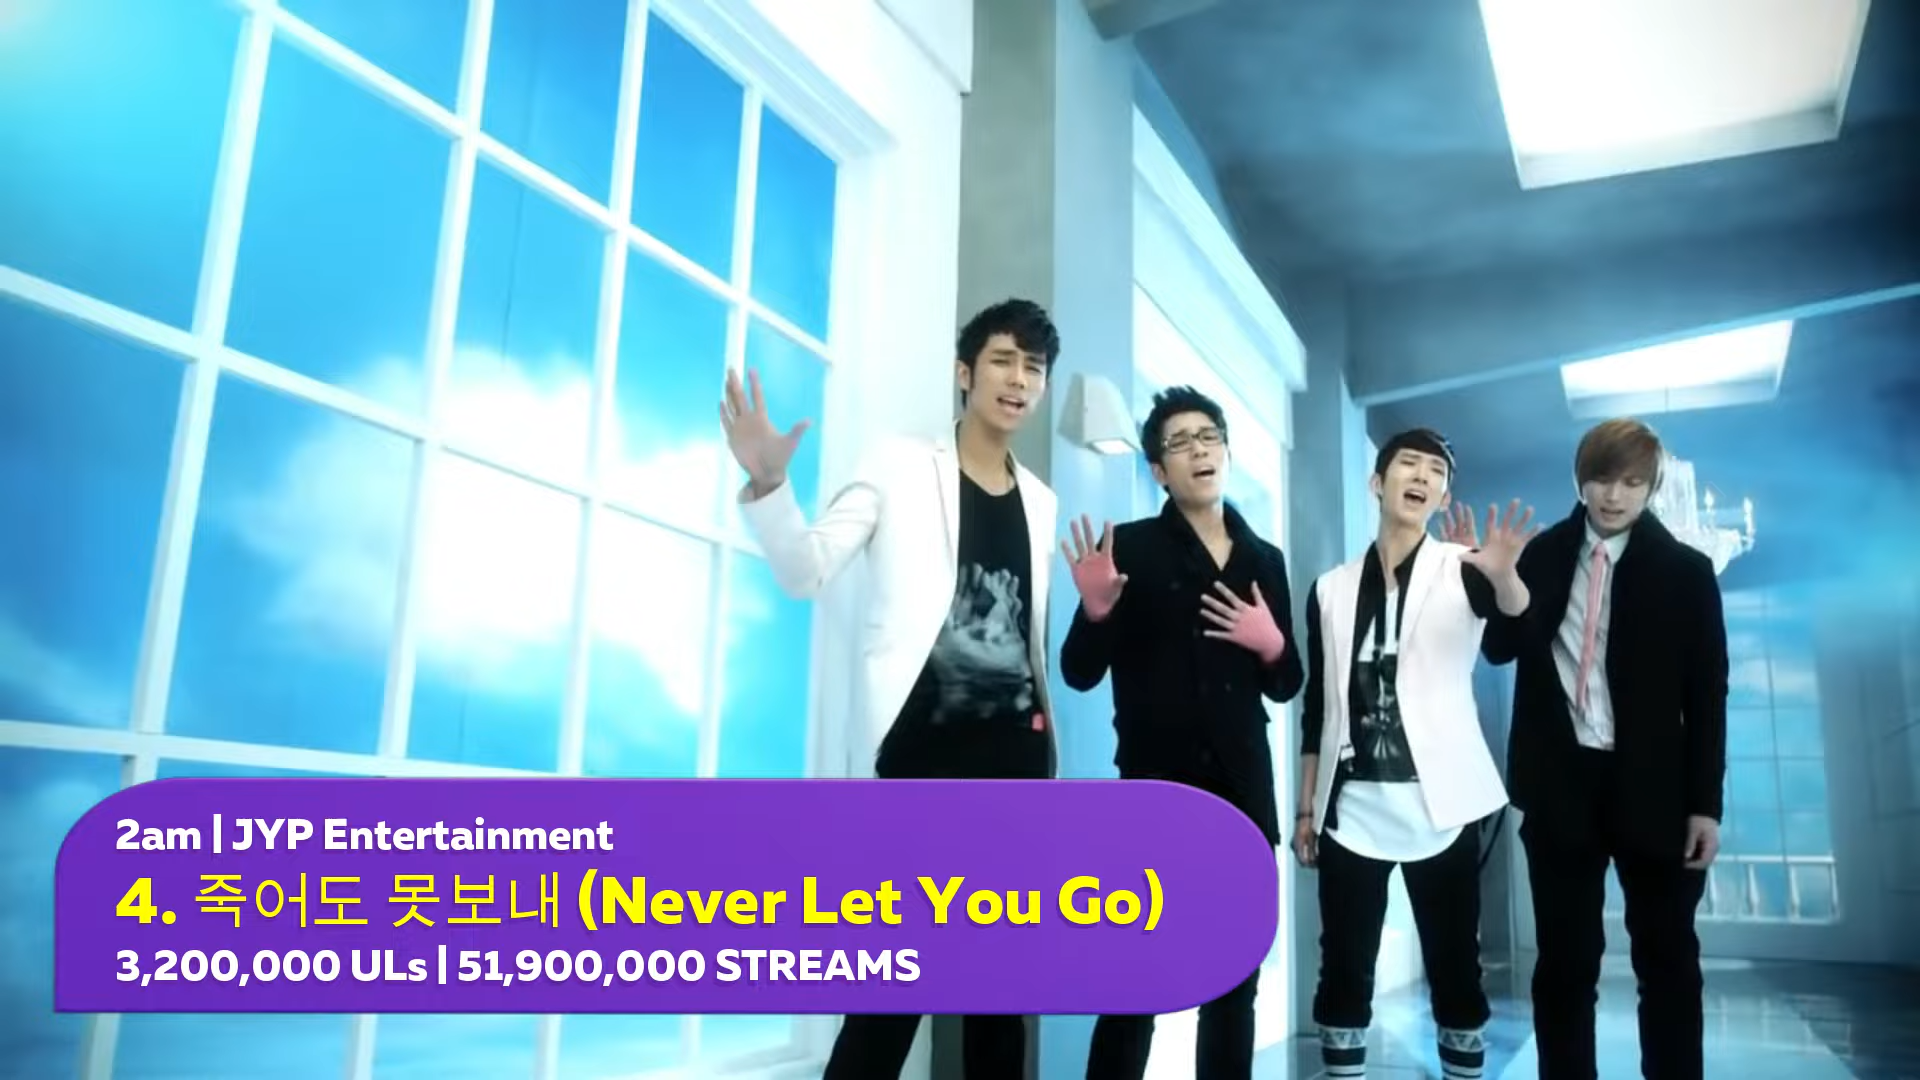 2am | JYP Entertainment
4. 죽어도 못보내 (Never Let You Go)
3,200,000 ULs | 51,900,000 STREAMS